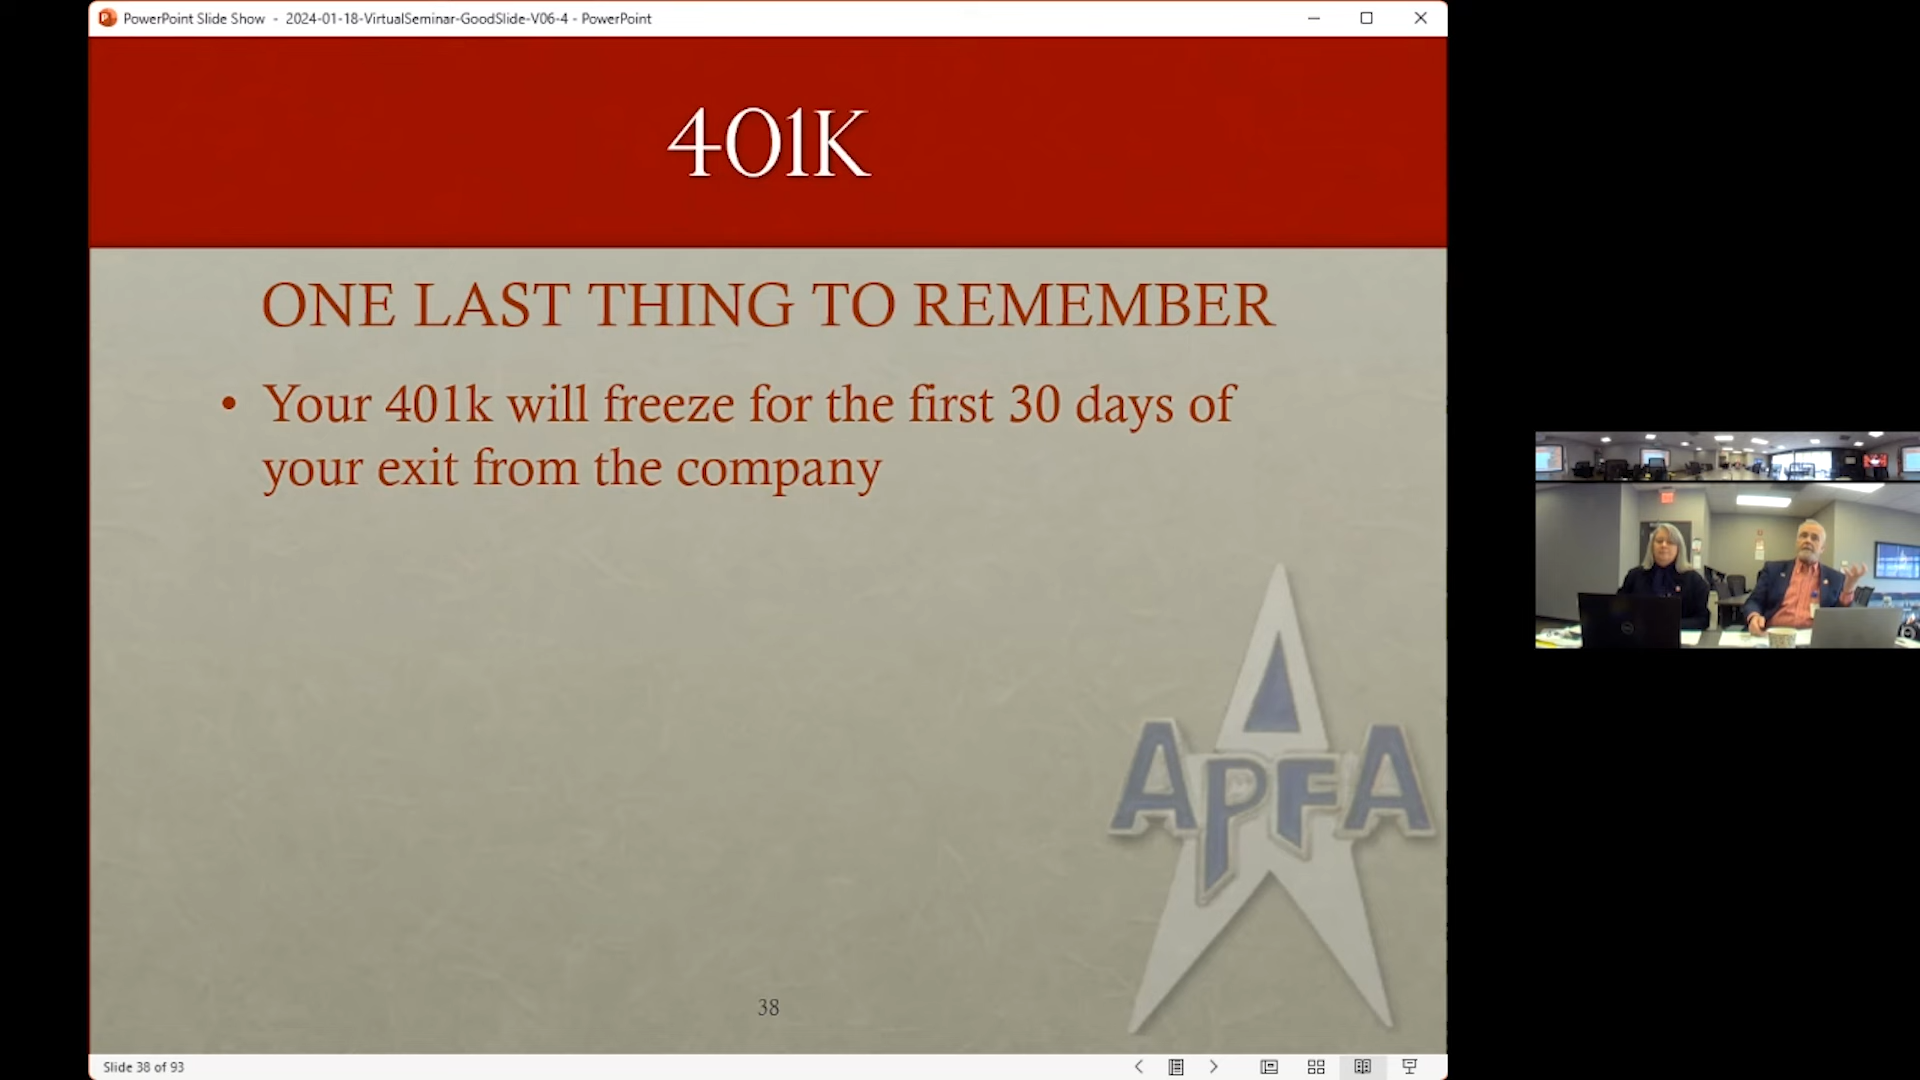 PowerPoint Slide Show - 2024-01-18-VirtualSeminar-GoodSlide-V06-4 - PowerPoint
401K
ONE LAST THING TO REMEMBER
• Your 401k will freeze for the first 30 days of
your exit from the company
APFA
38
Slide 38 of 93